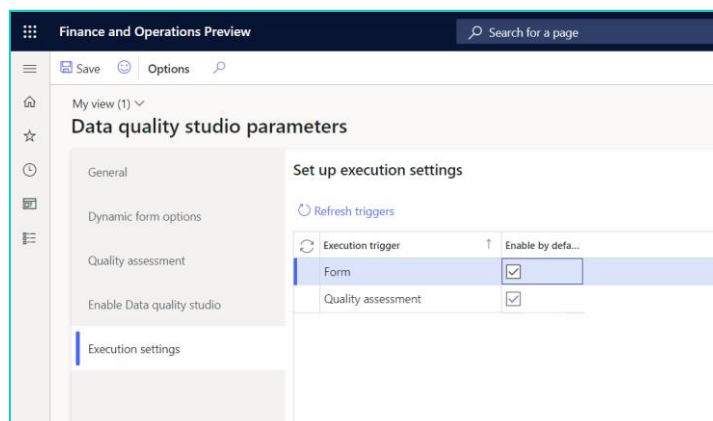 Finance and Operations Preview
Search for a page
Save Options
My view (1)
Data quality studio parameters
General
Dynamic form options
Quality assessment
Enable Data quality studio
Execution settings
Set up execution settings
Refresh triggers
Execution trigger Enable by defa...
Form
Quality assessment